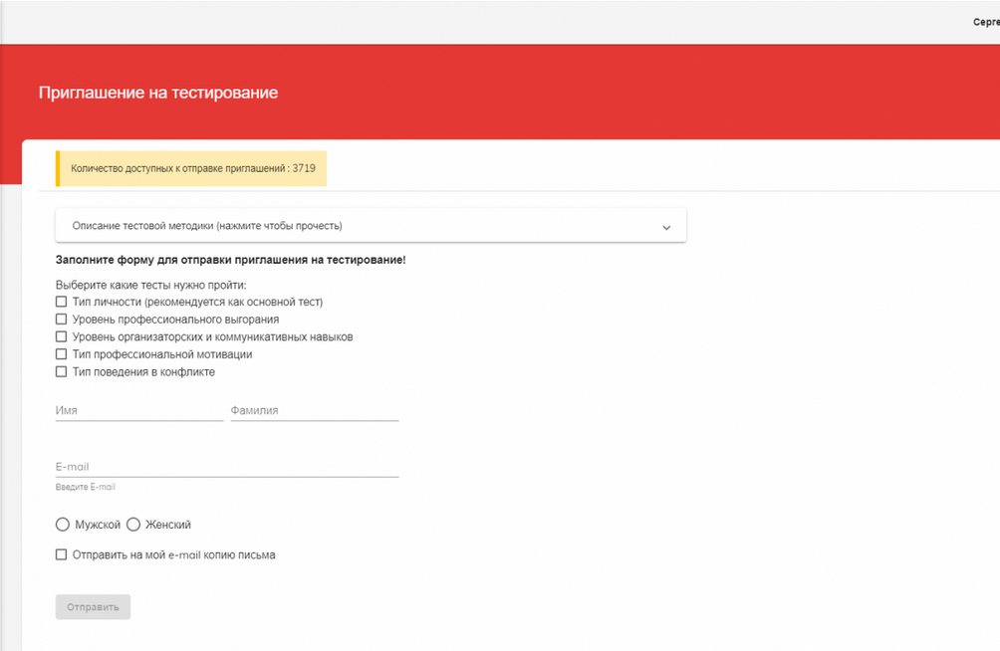 Серге
Приглашение на тестирование
Количество доступных к отправке приглашений : 3719
Описание тестовой методики (нажмите чтобы прочесть)
Заполните форму для отправки приглашения на тестирование!
Выберите какие тесты нужно пройти:
Тип личности (рекомендуется как основной тест)
Уровень профессионального выгорания
Уровень организаторских и коммуникативных навыков
Тип профессиональной мотивации
Тип поведения в конфликте
Имя Фамилия
E-mail
Введите E-mail
Мужской Женский
Отправить на мой e-mail копию письма
Отправить